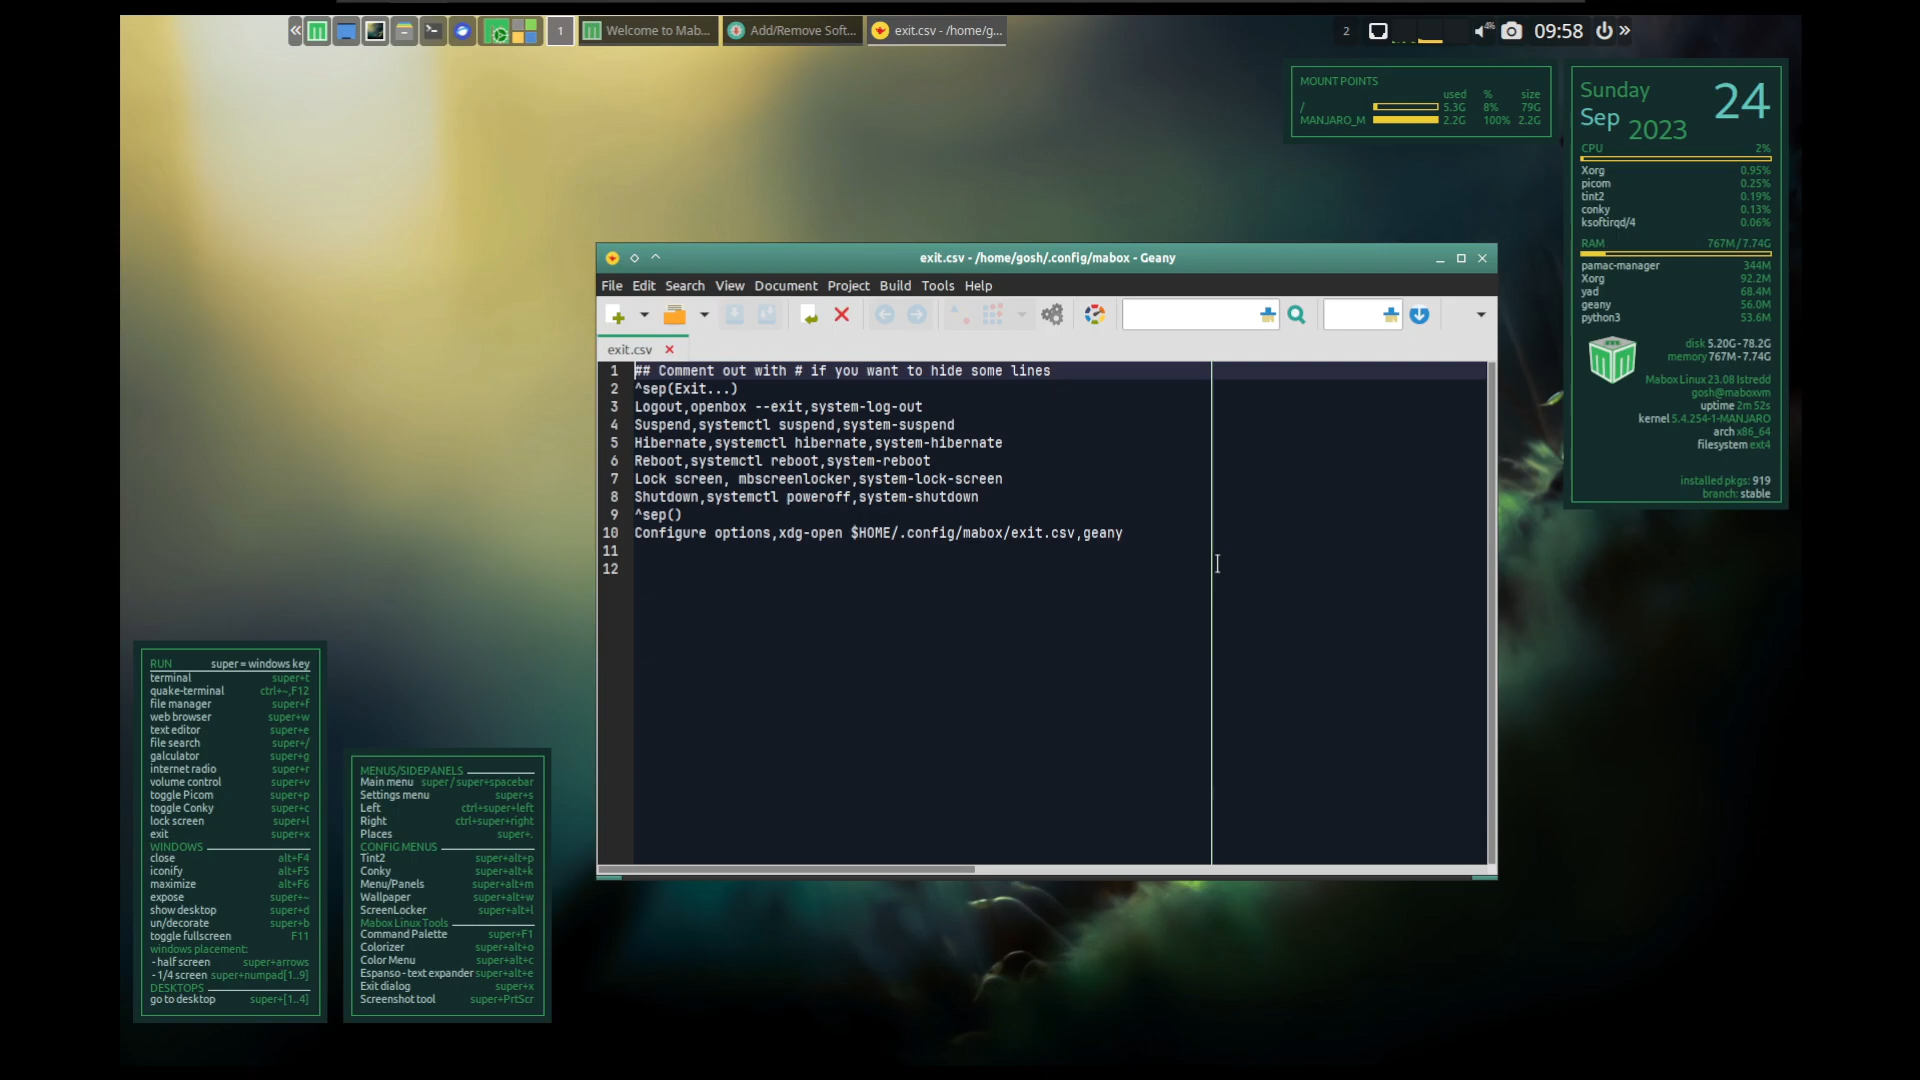 1
Welcome to Mab...
Add/Remove Soft...
exit.csv - /home/g...
2
4%
09:58
MOUNT POINTS
used % size
/ 5.3G 8% 79G
MANJARO_M 2.2G 100% 2.2G
Sunday 24
Sep 2023
CPU 2%
Xorg 0.95%
picom 0.25%
tint2 0.19%
conky 0.13%
ksoftirqd/4 0.06%
RAM 767M / 7.74G
pamac-manager 344M
Xorg 92.2M
yad 68.4M
geany 56.0M
python3 53.6M
disk 5.20G - 78.2G
memory 767M - 7.74G
Mabox Linux 23.08 Istredd
gosh@maboxvm
uptime 2m 52s
kernel 5.4.254-1-MANJARO
arch x86_64
filesystem ext4
installed pkgs: 919
branch: stable
exit.csv - /home/gosh/.config/mabox - Geany
File Edit Search View Document Project Build Tools Help
exit.csv
1 ## Comment out with # if you want to hide some lines
2 ^sep(Exit...)
3 Logout,openbox --exit,system-log-out
4 Suspend,systemctl suspend,system-suspend
5 Hibernate,systemctl hibernate,system-hibernate
6 Reboot,systemctl reboot,system-reboot
7 Lock screen, mbscreenlocker,system-lock-screen
8 Shutdown,systemctl poweroff,system-shutdown
9 ^sep()
10 Configure options,xdg-open $HOME/.config/mabox/exit.csv,geany
11
12
RUN super = windows key
terminal super+t
quake-terminal ctrl+~,F12
file manager super+f
web browser super+w
text editor super+e
file search super+/
galculator super+g
internet radio super+r
volume control super+v
toggle Picom super+p
toggle Conky super+c
lock screen super+l
exit super+x
WINDOWS
close alt+F4
iconify alt+F5
maximize alt+F6
expose super+~
show desktop super+d
un/decorate super+b
toggle fullscreen F11
windows placement:
- half screen super+arrows
- 1/4 screen super+numpad[1..9]
DESKTOPS
go to desktop super+[1..4]
MENUS/SIDEPANELS
Main menu super / super+spacebar
Settings menu super+s
Left ctrl+super+left
Right ctrl+super+right
Places super+.
CONFIG MENUS
Tint2 super+alt+p
Conky super+alt+k
Menu/Panels super+alt+m
Wallpaper super+alt+w
ScreenLocker super+alt+l
Mabox Linux Tools
Command Palette super+F1
Colorizer super+alt+o
Color Menu super+alt+c
Espanso - text expander super+alt+e
Exit dialog super+x
Screenshot tool super+PrtScr